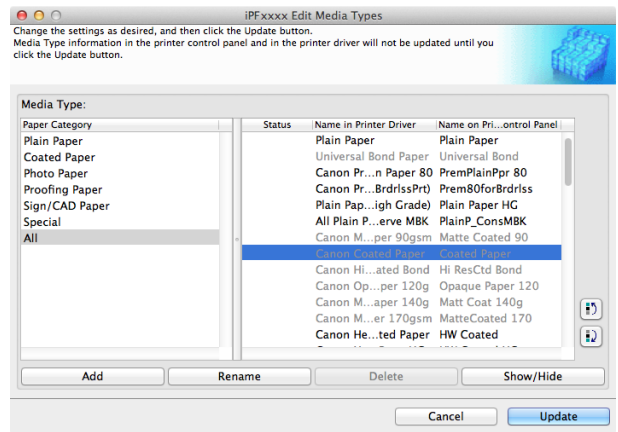 iPFxxxx Edit Media Types
Change the settings as desired, and then click the Update button.
Media Type information in the printer control panel and in the printer driver will not be updated until you
click the Update button.
Media Type:
Paper Category Status Name in Printer Driver Name on Pri...ontrol Panel
Plain Paper Plain Paper Plain Paper
Coated Paper Universal Bond Paper Universal Bond
Photo Paper Canon Pr...n Paper 80 PremPlainPpr 80
Proofing Paper Canon Pr...BrdrlssPrt) Prem80forBrdrlss
Sign/CAD Paper Plain Pap...igh Grade) Plain Paper HG
Special All Plain P...erve MBK PlainP_ConsMBK
All Canon M...per 90gsm Matte Coated 90
Canon Coated Paper Coated Paper
Canon Hi...ated Bond Hi ResCtd Bond
Canon Op...per 120g Opaque Paper 120
Canon M...aper 140g Matt Coat 140g
Canon M...er 170gsm MatteCoated 170
Canon He...ted Paper HW Coated
Add Rename Delete Show/Hide
Cancel Update